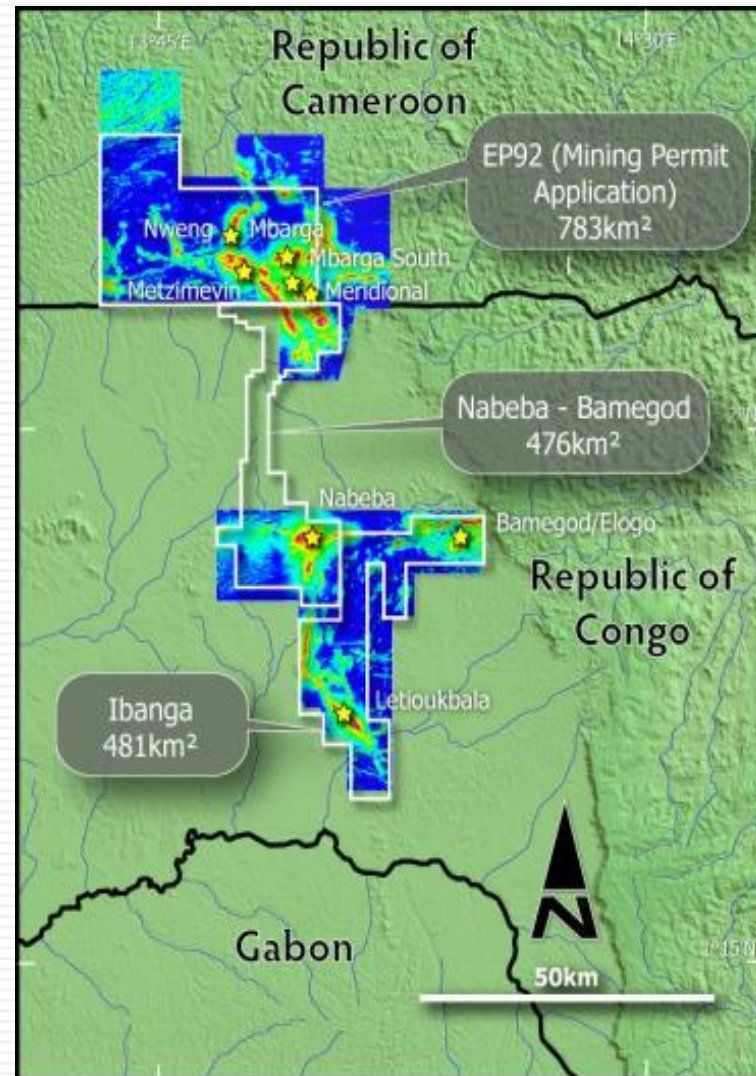 13°45'E
14°30'E
Republic of
Cameroon
EP92 (Mining Permit
Application)
783km²
Nweng
Mbarga
Mbarga South
Metzimevin
Meridional
Nabeba - Bamegod
476km²
Nabeba
Bamegod/Elogo
Republic of
Congo
Letioukbala
Ibanga
481km²
Gabon
N
50km